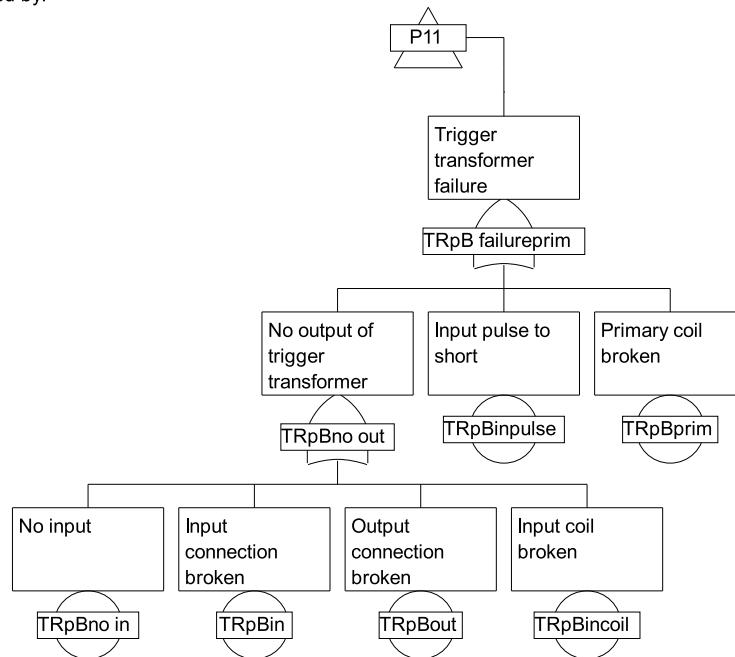 by.
P11
Trigger
transformer
failure
TRpB failureprim
No output of
trigger
transformer
Input pulse to
short
Primary coil
broken
TRpBno out
TRpBinpulse
TRpBprim
No input
Input
connection
broken
Output
connection
broken
Input coil
broken
TRpBno in
TRpBin
TRpBout
TRpBincoil